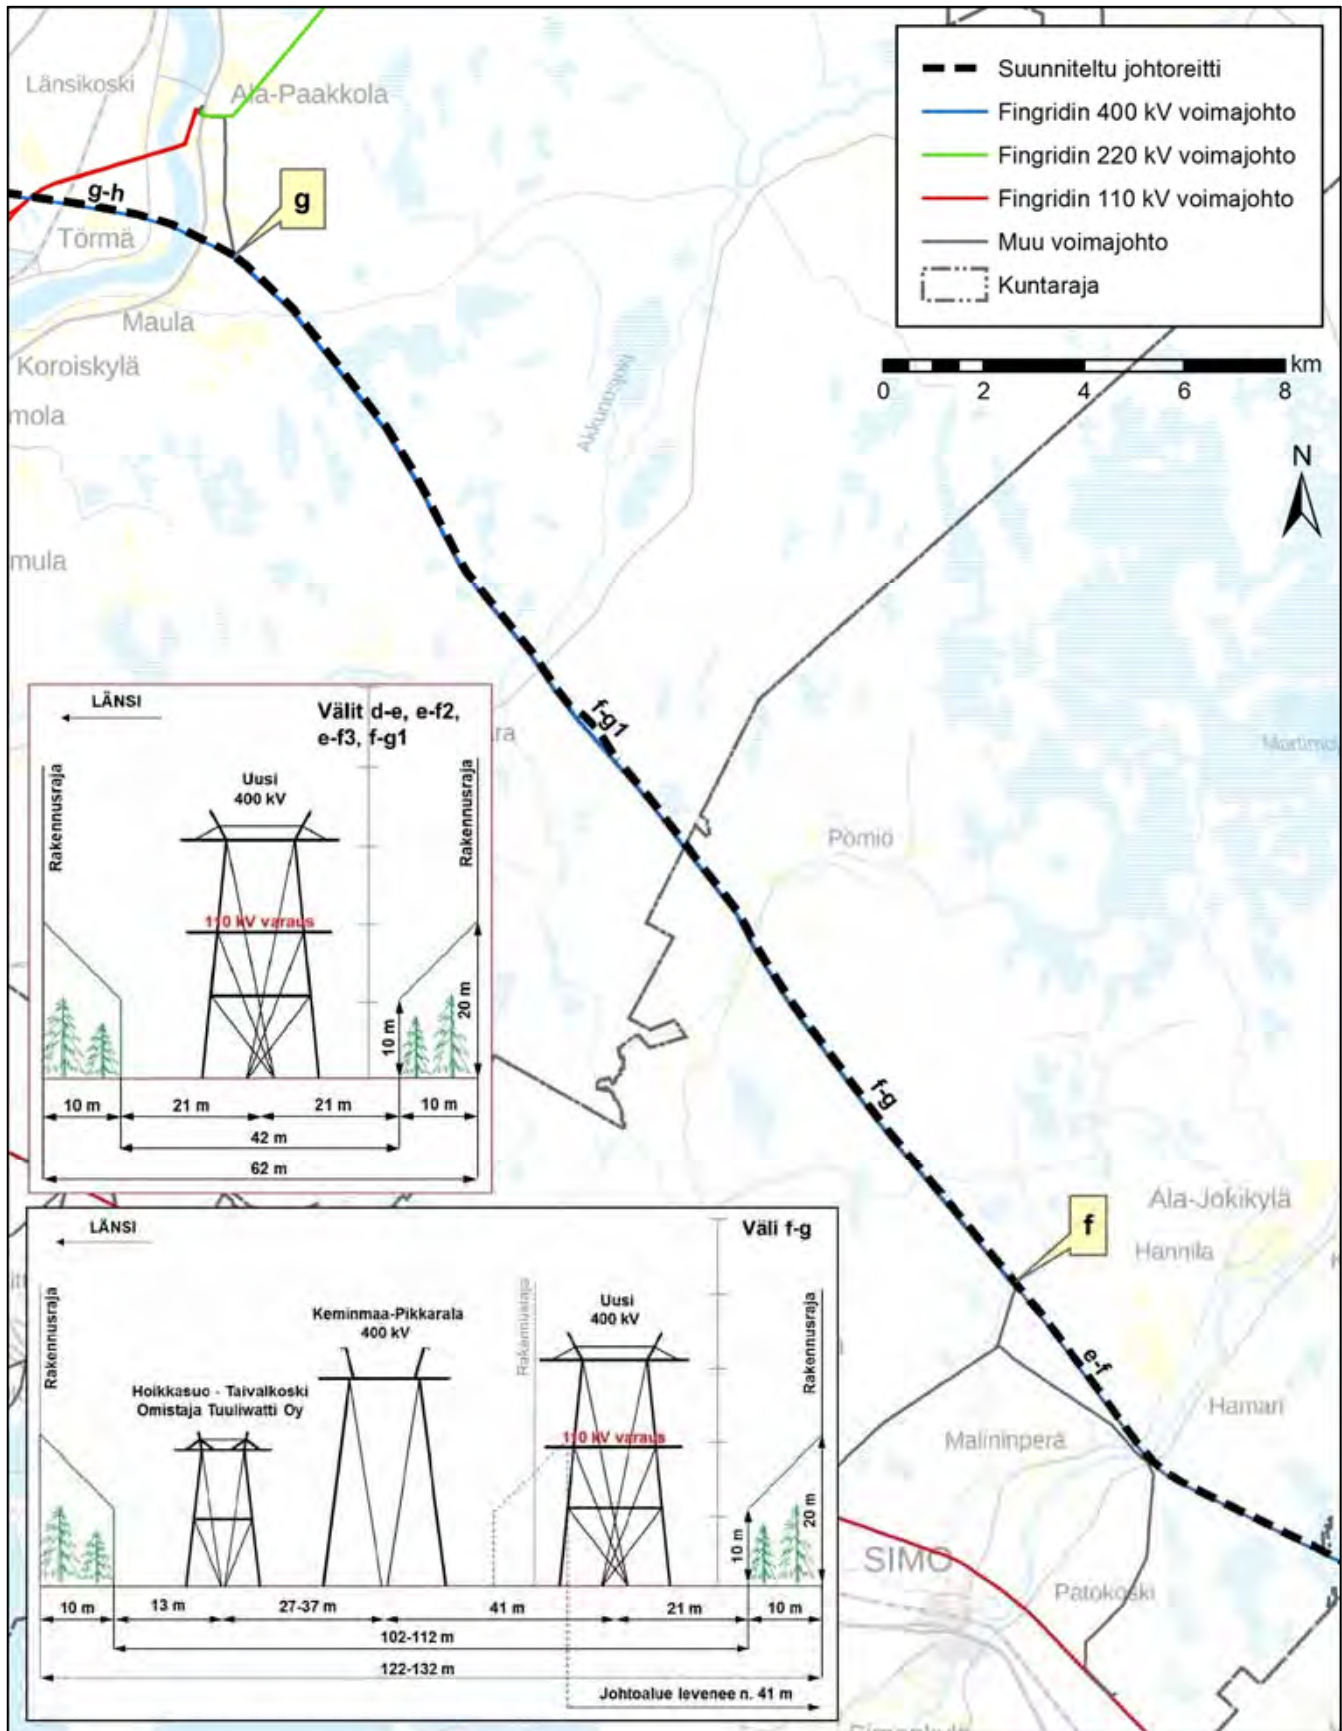 Länsikoski
Ala-Paakkola
g-h
g
Törmä
Maula
Koroiskylä
mola
mula
Akkunusjoki
Suunniteltu johtoreitti
Fingridin 400 kV voimajohto
Fingridin 220 kV voimajohto
Fingridin 110 kV voimajohto
Muu voimajohto
Kuntaraja
km
0 2 4 6 8
N
f-g1
ra
Pömiö
f-g
f
Ala-Jokikylä
Hannila
e-f
Hamari
Malininperä
SIMO
Patokoski
LÄNSI
Välit d-e, e-f2,
e-f3, f-g1
Rakennusraja
Uusi
400 kV
Rakennusraja
110 kV varaus
10 m
20 m
10 m 21 m 21 m 10 m
42 m
62 m
LÄNSI
Väli f-g
Rakennusraja
Keminmaa-Pikkarala
400 kV
Rakennusraja
Uusi
400 kV
Rakennusraja
Hoikkasuo - Taivalkoski
Omistaja Tuuliwatti Oy
110 kV varaus
10 m
20 m
10 m 13 m 27-37 m 41 m 21 m 10 m
102-112 m
122-132 m
Johtoalue levenee n. 41 m